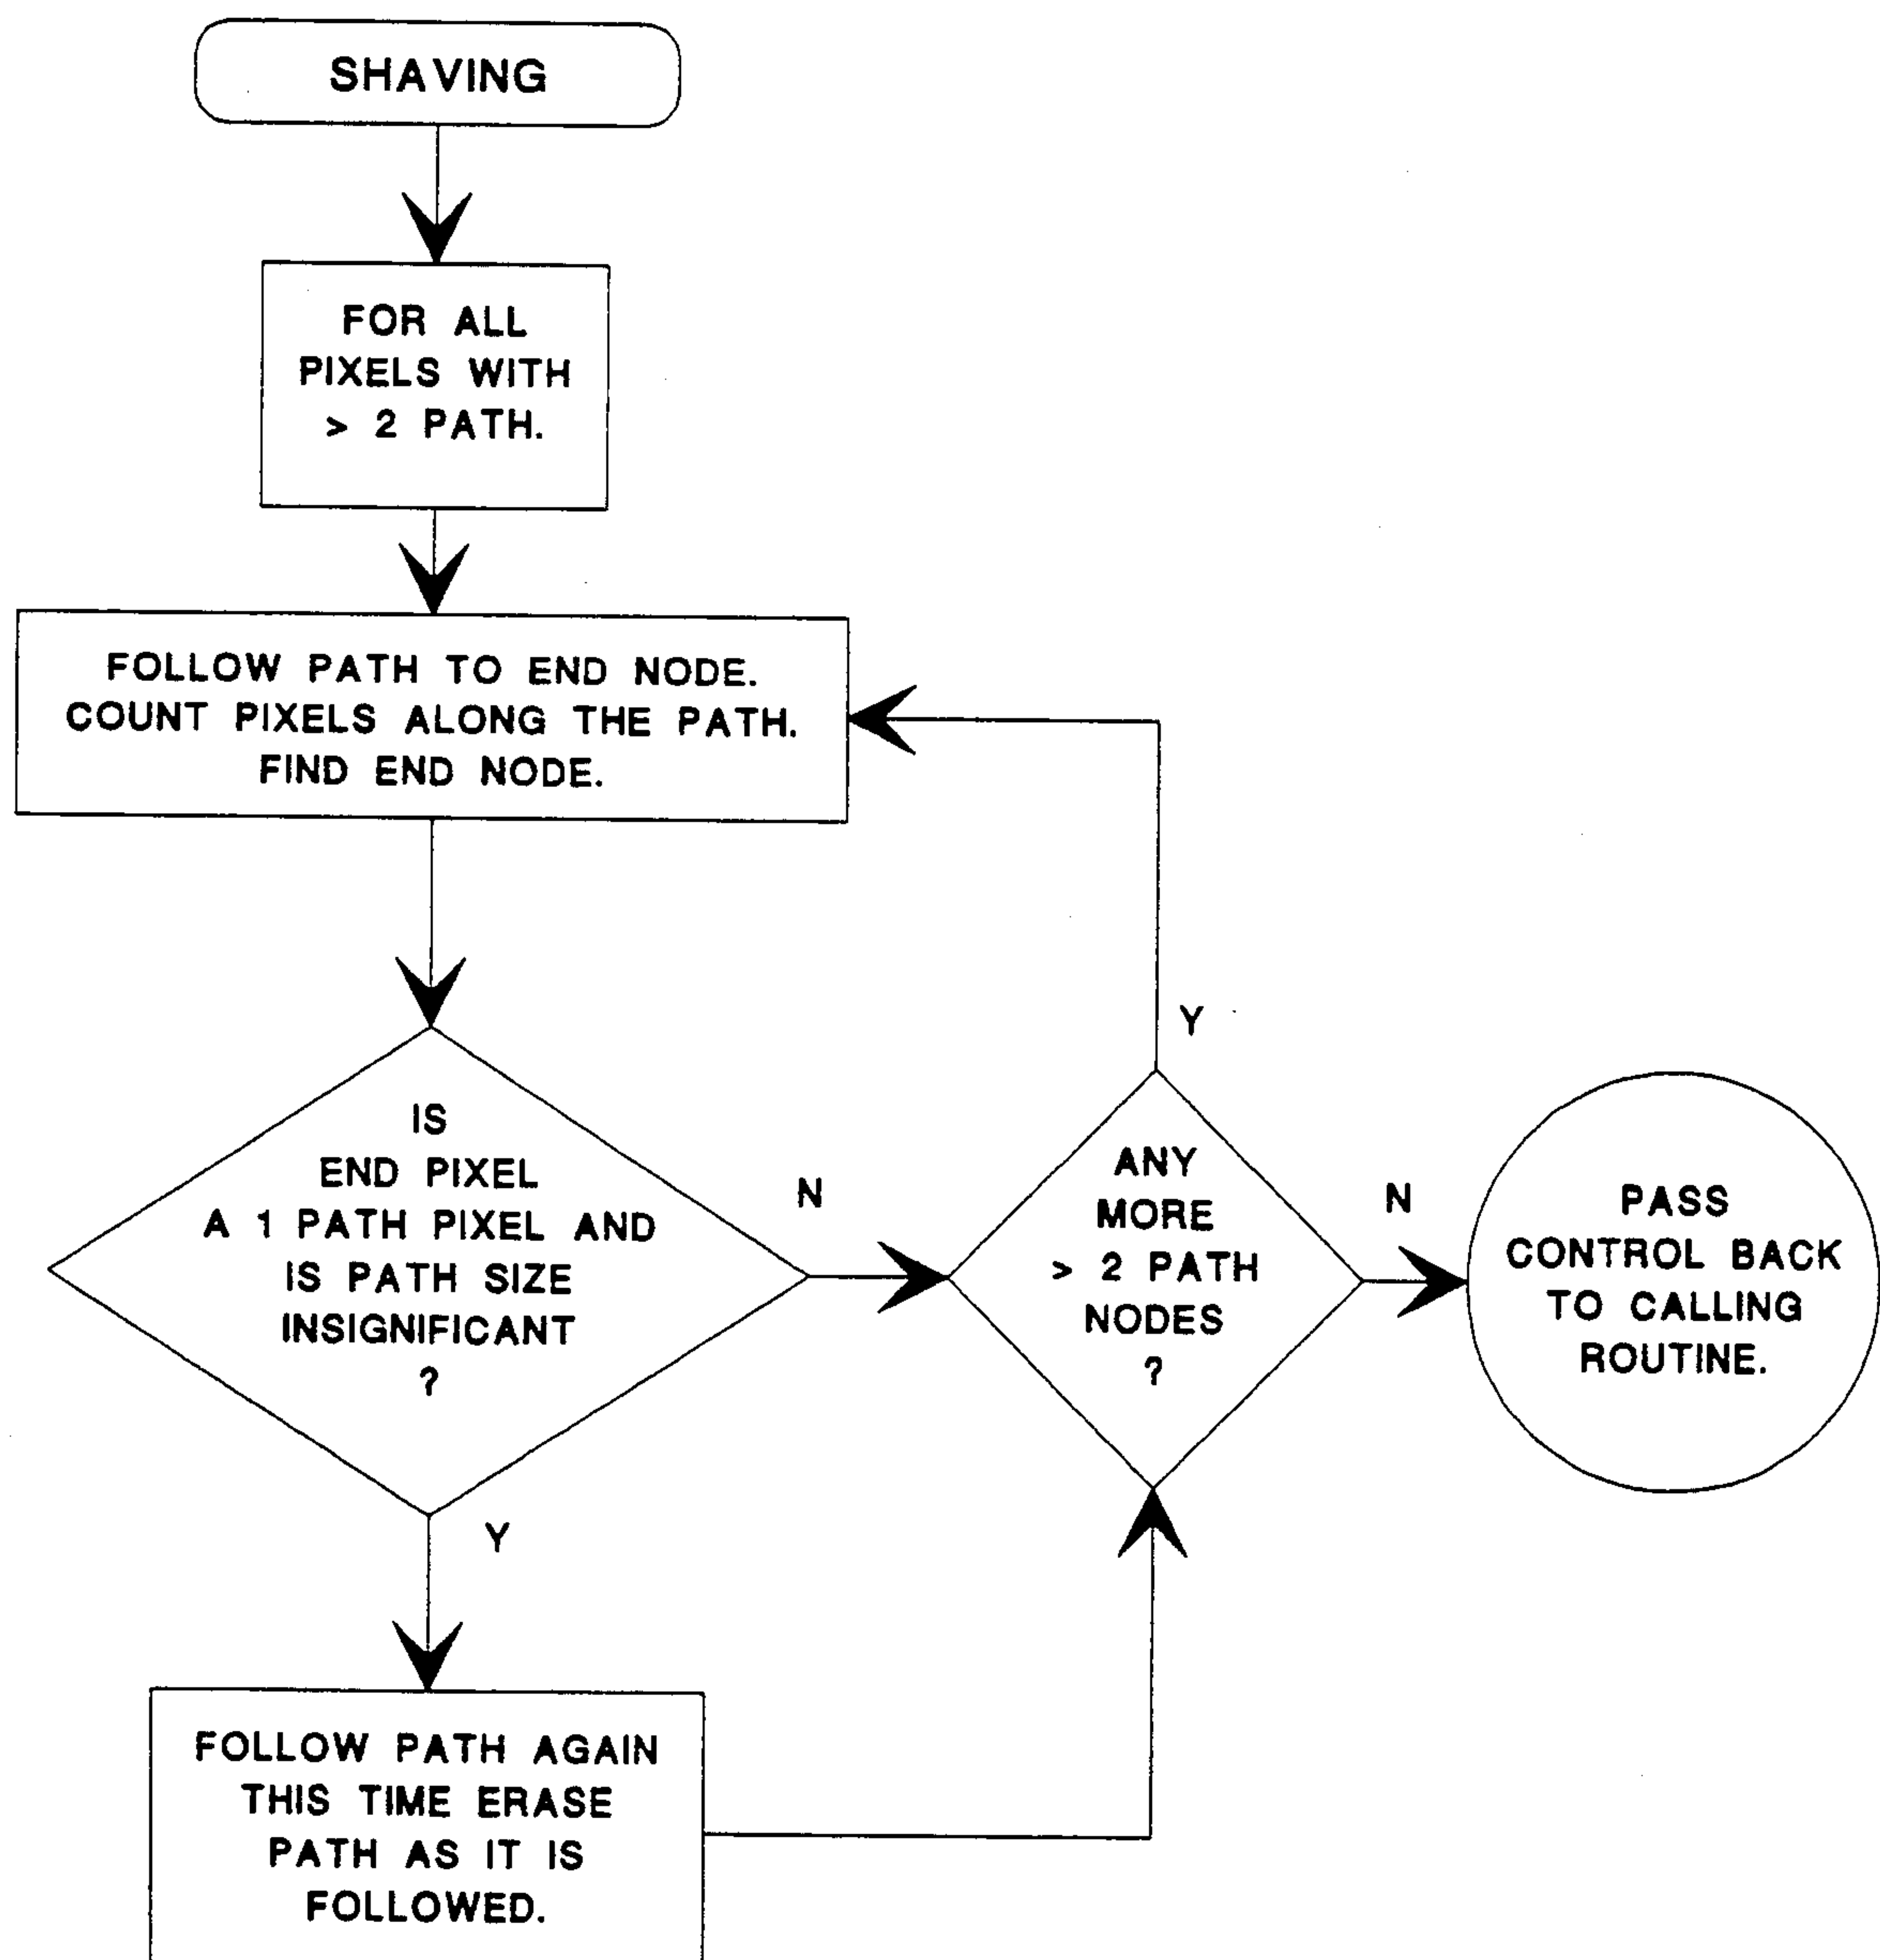 SHAVING
FOR ALL
PIXELS WITH
> 2 PATH.
FOLLOW PATH TO END NODE.
COUNT PIXELS ALONG THE PATH.
FIND END NODE.
IS
END PIXEL
A 1 PATH PIXEL AND
IS PATH SIZE
INSIGNIFICANT
?
N
Y
ANY
MORE
> 2 PATH
NODES
?
Y
N
PASS
CONTROL BACK
TO CALLING
ROUTINE.
FOLLOW PATH AGAIN
THIS TIME ERASE
PATH AS IT IS
FOLLOWED.